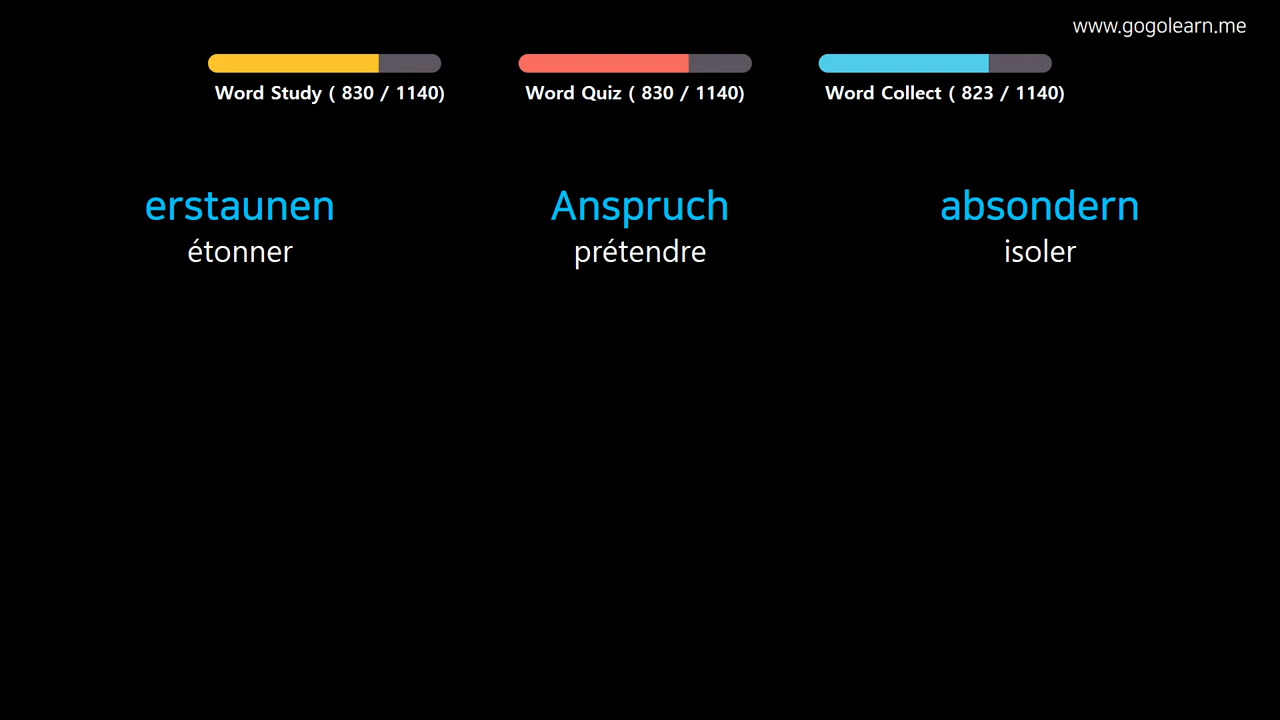 www.gogolearn.me
Word Study ( 830 / 1140)
Word Quiz ( 830 / 1140)
Word Collect ( 823 / 1140)
erstaunen
étonner
Anspruch
prétendre
absondern
isoler